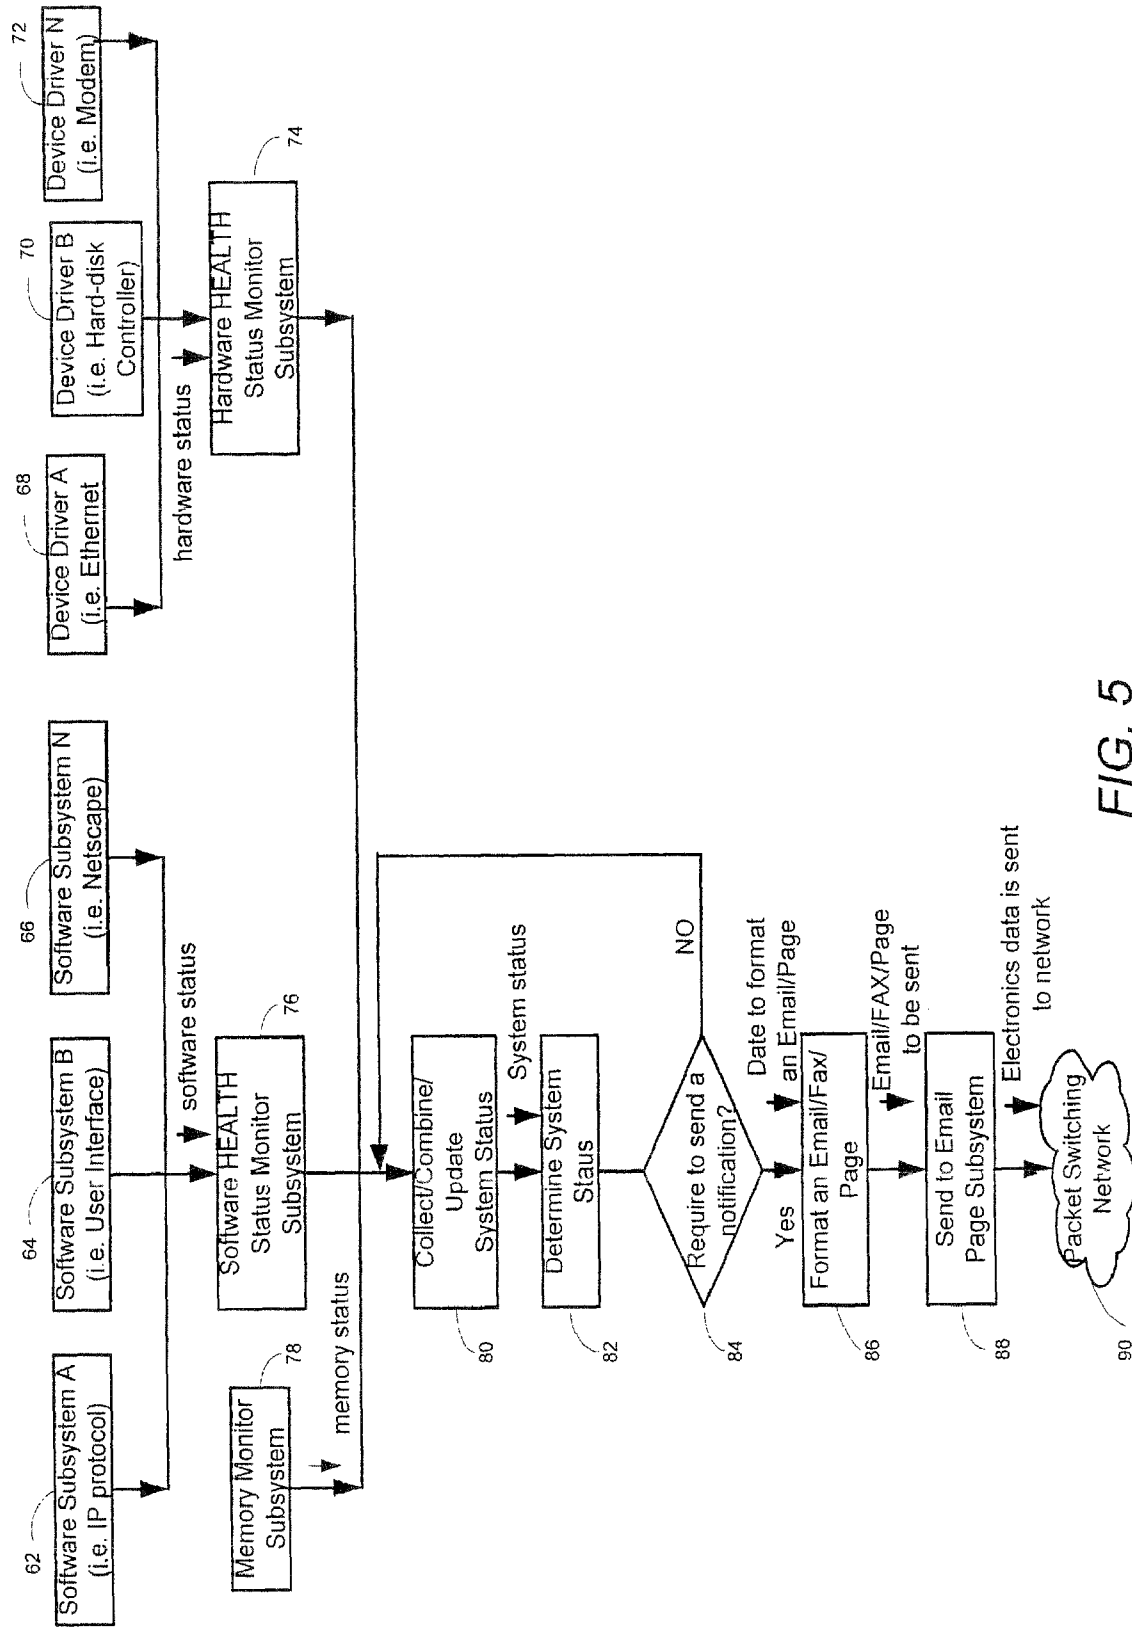 62
Software Subsystem A
(i.e. IP protocol)
64
Software Subsystem B
(i.e. User Interface)
66
Software Subsystem N
(i.e. Netscape)
68
Device Driver A
(i.e. Ethernet
70
Device Driver B
(i.e. Hard-disk
Controller)
72
Device Driver N
(i.e. Modem)
software status
hardware status
78
Memory Monitor
Subsystem
memory status
76
Software HEALTH
Status Monitor
Subsystem
74
Hardware HEALTH
Status Monitor
Subsystem
80
Collect/Combine/
Update
System Status
System status
82
Determine System
Staus
84
Require to send a
notification?
NO
Yes
Date to format
an Email/Page
86
Format an Email/Fax/
Page
Email/FAX/Page
to be sent
88
Send to Email
Page Subsystem
Electronics data is sent
to network
90
Packet Switching
Network
FIG. 5